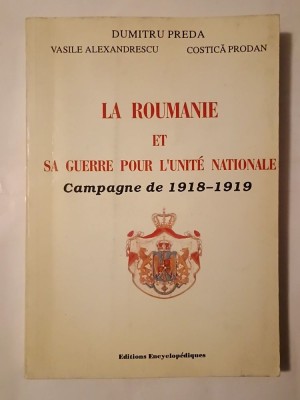 DUMITRU PREDA
VASILE ALEXANDRESCU COSTICĂ PRODAN
LA ROUMANIE
ET
SA GUERRE POUR L'UNITÉ NATIONALE
Campagne de 1918-1919
Editions Encyclopédiques